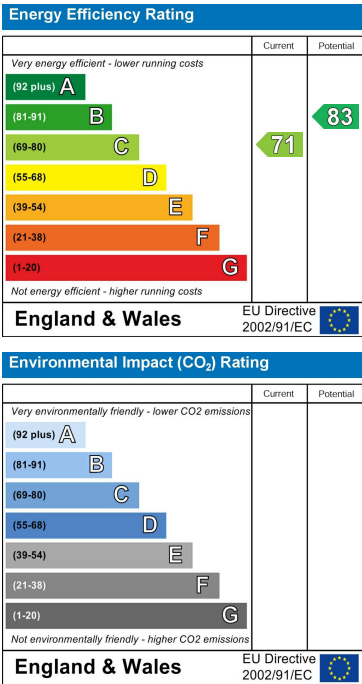 Energy Efficiency Rating
Current Potential
Very energy efficient - lower running costs
(92 plus) A
(81-91) B
83
(69-80) C
71
(55-68) D
(39-54) E
(21-38) F
(1-20) G
Not energy efficient - higher running costs
England & Wales
EU Directive
2002/91/EC
Environmental Impact (CO₂) Rating
Current Potential
Very environmentally friendly - lower CO2 emissions
(92 plus) A
(81-91) B
(69-80) C
(55-68) D
(39-54) E
(21-38) F
(1-20) G
Not environmentally friendly - higher CO2 emissions
England & Wales
EU Directive
2002/91/EC